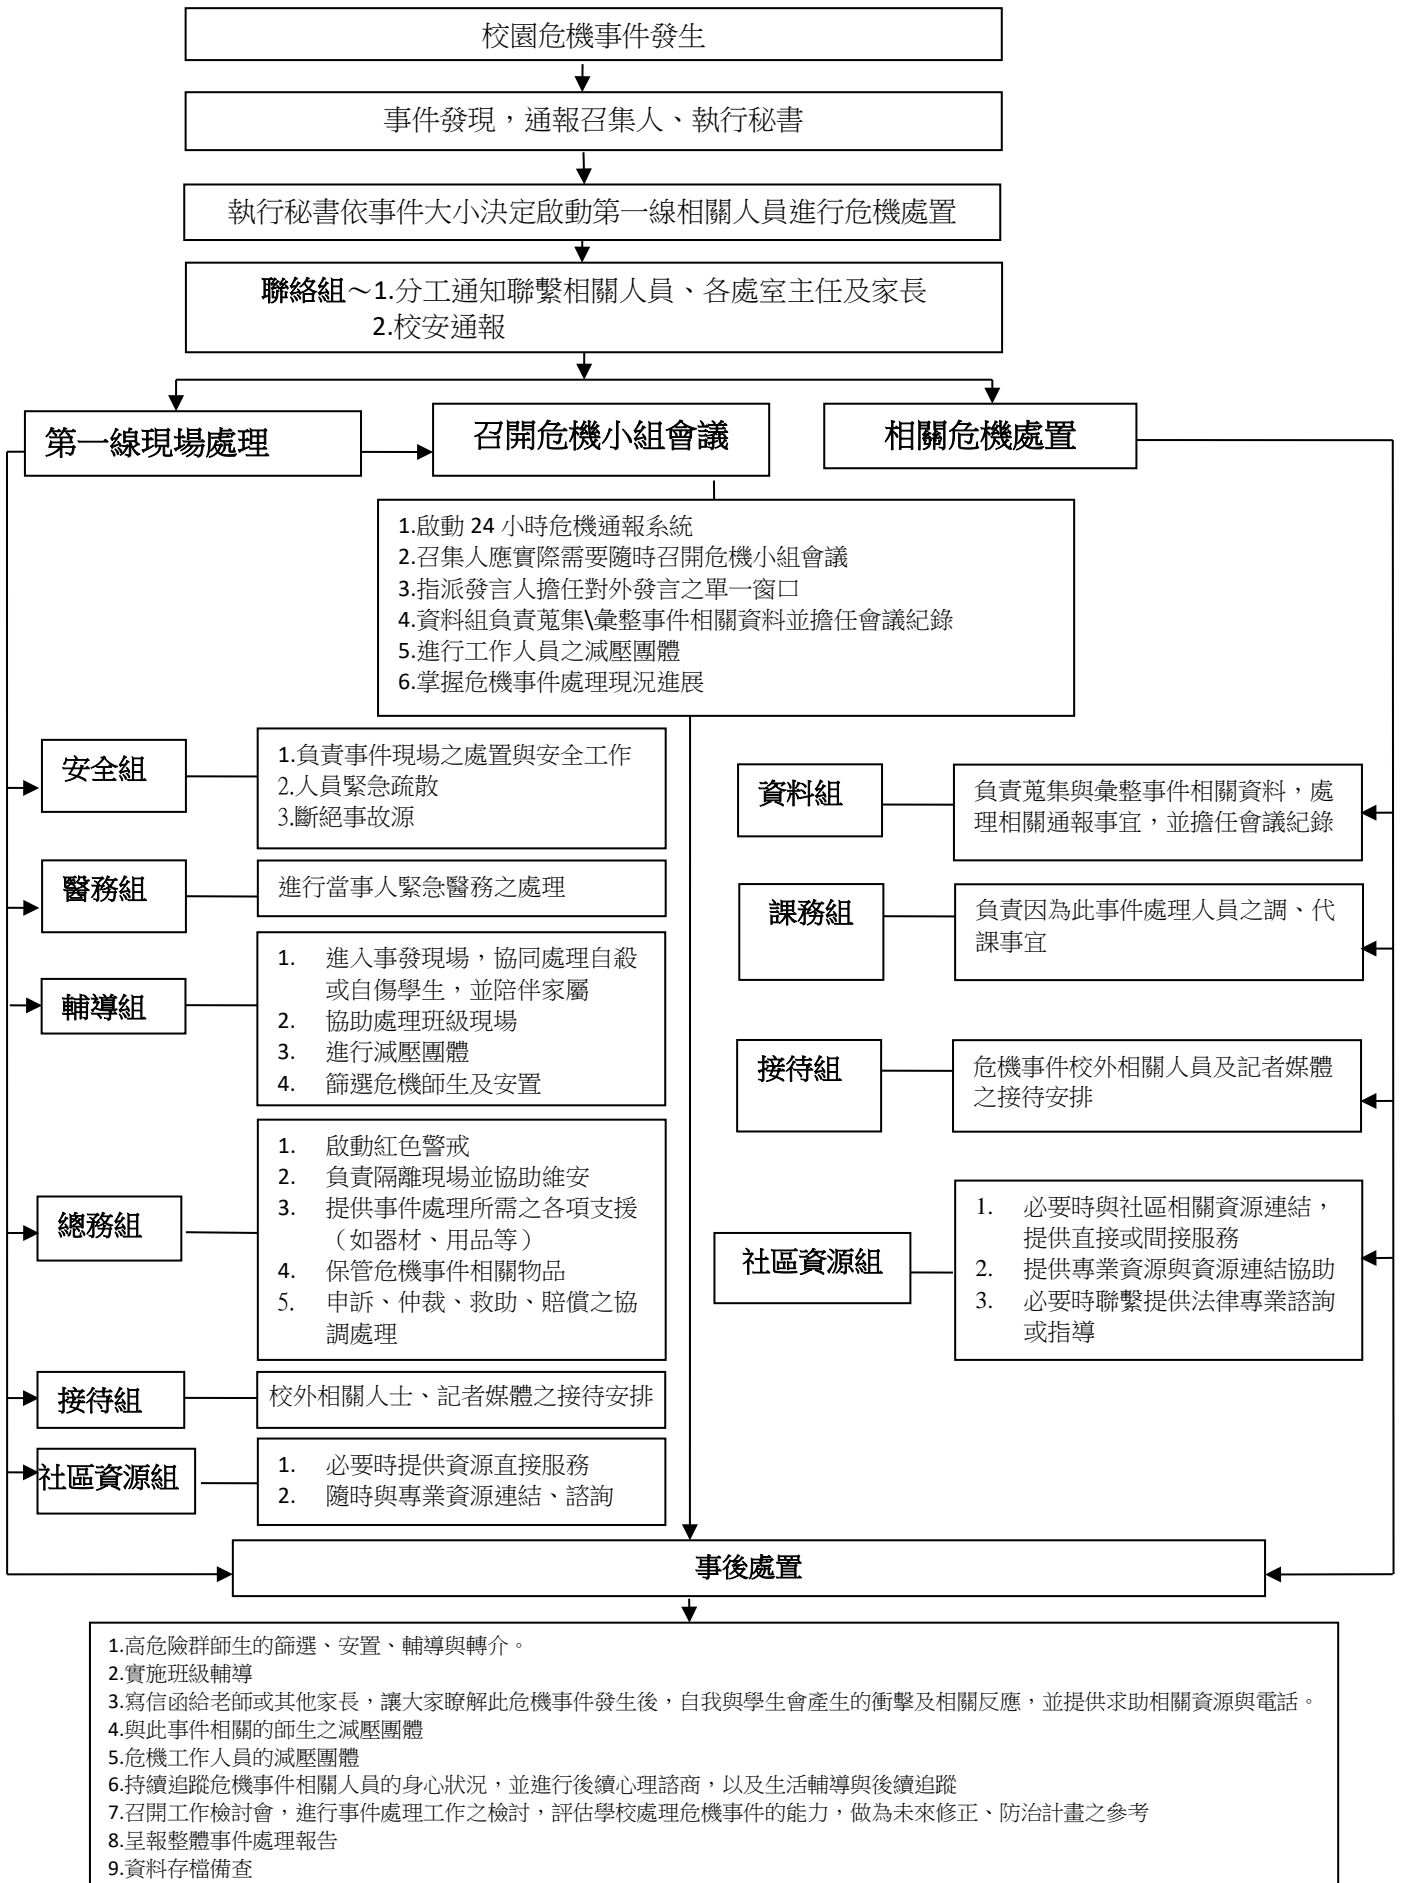 校園危機事件發生
事件發現，通報召集人、執行秘書
執行秘書依事件大小決定啟動第一線相關人員進行危機處置
聯絡組～1.分工通知聯繫相關人員、各處室主任及家長
2.校安通報
第一線現場處理
召開危機小組會議
相關危機處置
1.啟動 24 小時危機通報系統
2.召集人應實際需要隨時召開危機小組會議
3.指派發言人擔任對外發言之單一窗口
4.資料組負責蒐集\彙整事件相關資料並擔任會議紀錄
5.進行工作人員之減壓團體
6.掌握危機事件處理現況進展
安全組
1.負責事件現場之處置與安全工作
2.人員緊急疏散
3.斷絕事故源
醫務組
進行當事人緊急醫務之處理
輔導組
1. 進入事發現場，協同處理自殺
或自傷學生，並陪伴家屬
2. 協助處理班級現場
3. 進行減壓團體
4. 篩選危機師生及安置
總務組
1. 啟動紅色警戒
2. 負責隔離現場並協助維安
3. 提供事件處理所需之各項支援
（如器材、用品等）
4. 保管危機事件相關物品
5. 申訴、仲裁、救助、賠償之協
調處理
接待組
校外相關人士、記者媒體之接待安排
社區資源組
1. 必要時提供資源直接服務
2. 隨時與專業資源連結、諮詢
資料組
負責蒐集與彙整事件相關資料，處
理相關通報事宜，並擔任會議紀錄
課務組
負責因為此事件處理人員之調、代
課事宜
接待組
危機事件校外相關人員及記者媒體
之接待安排
社區資源組
1. 必要時與社區相關資源連結，
提供直接或間接服務
2. 提供專業資源與資源連結協助
3. 必要時聯繫提供法律專業諮詢
或指導
事後處置
1.高危險群師生的篩選、安置、輔導與轉介。
2.實施班級輔導
3.寫信函給老師或其他家長，讓大家瞭解此危機事件發生後，自我與學生會產生的衝擊及相關反應，並提供求助相關資源與電話。
4.與此事件相關的師生之減壓團體
5.危機工作人員的減壓團體
6.持續追蹤危機事件相關人員的身心狀況，並進行後續心理諮商，以及生活輔導與後續追蹤
7.召開工作檢討會，進行事件處理工作之檢討，評估學校處理危機事件的能力，做為未來修正、防治計畫之參考
8.呈報整體事件處理報告
9.資料存檔備查